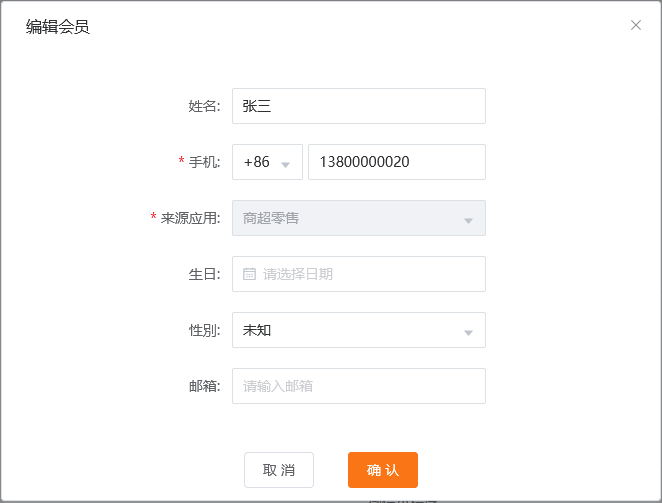 编辑会员
姓名: 张三
* 手机: +86 13800000020
* 来源应用: 商超零售
生日: 请选择日期
性别: 未知
邮箱: 请输入邮箱
取消 确认